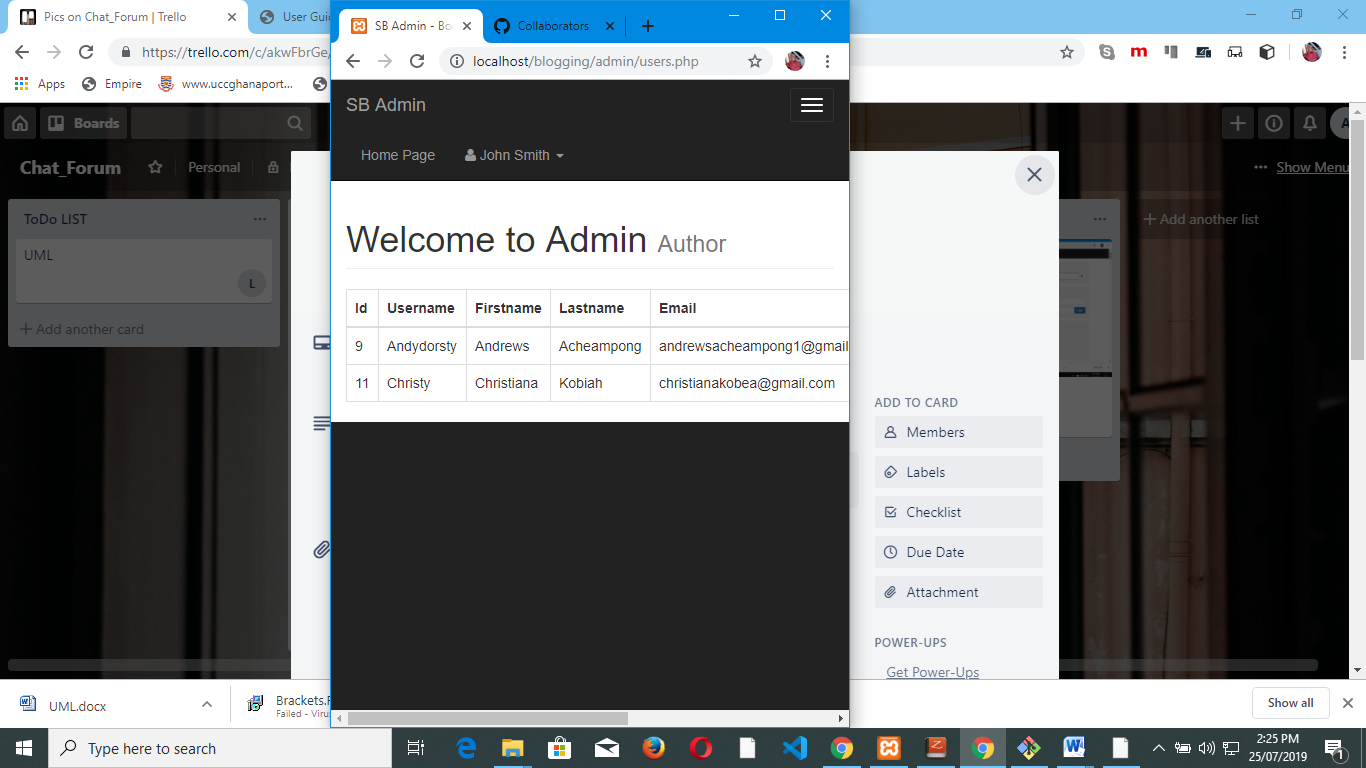 Pics on Chat_Forum | Trello
User Gui
SB Admin - Bo
Collaborators
https://trello.com/c/akwFbrGe/
localhost/blogging/admin/users.php
Apps
Empire
www.uccghanaport...
Boards
SB Admin
Home Page
John Smith
Chat_Forum
Personal
Show Menu
ToDo LIST
UML
L
+ Add another card
+ Add another list
Welcome to Admin Author
Id Username Firstname Lastname Email
9 Andydorsty Andrews Acheampong andrewsacheampong1@gmail
11 Christy Christiana Kobiah christianakobea@gmail.com
ADD TO CARD
Members
Labels
Checklist
Due Date
Attachment
POWER-UPS
Get Power-Ups
UML.docx
Brackets.
Failed - Viru
Show all
Type here to search
2:25 PM
25/07/2019
1